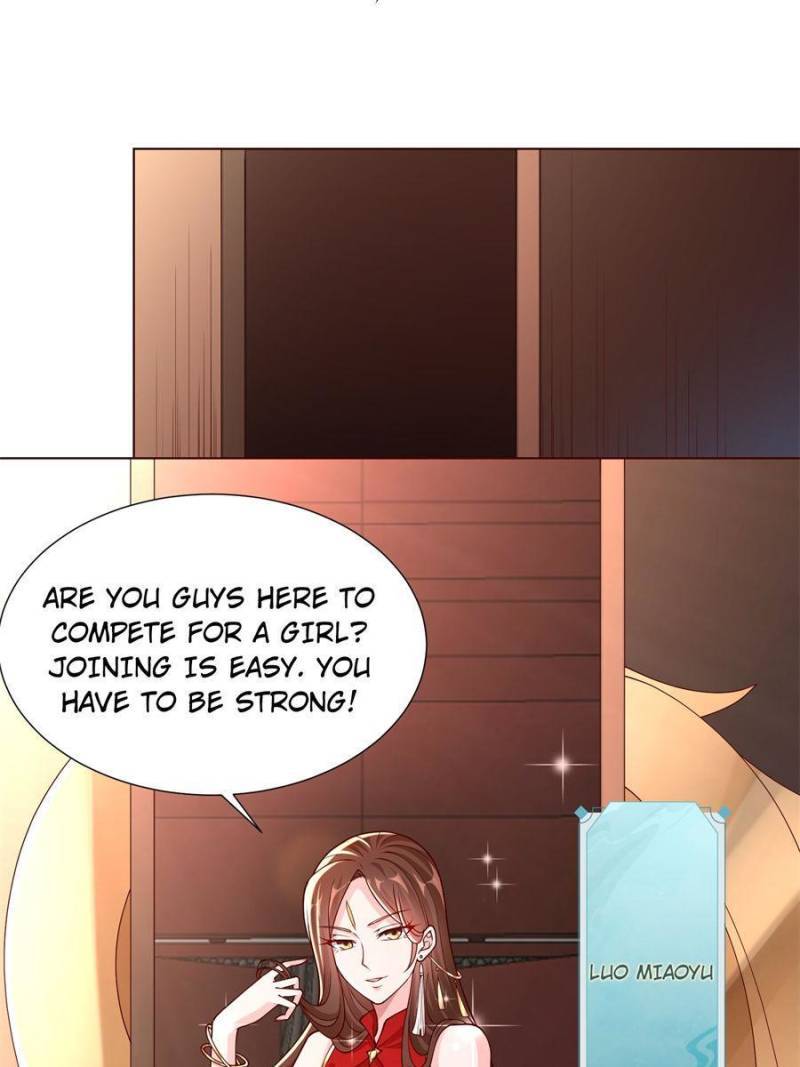 ARE YOU GUYS HERE TO
COMPETE FOR A GIRL?
JOINING IS EASY. YOU
HAVE TO BE STRONG!
LUO MIAOYU